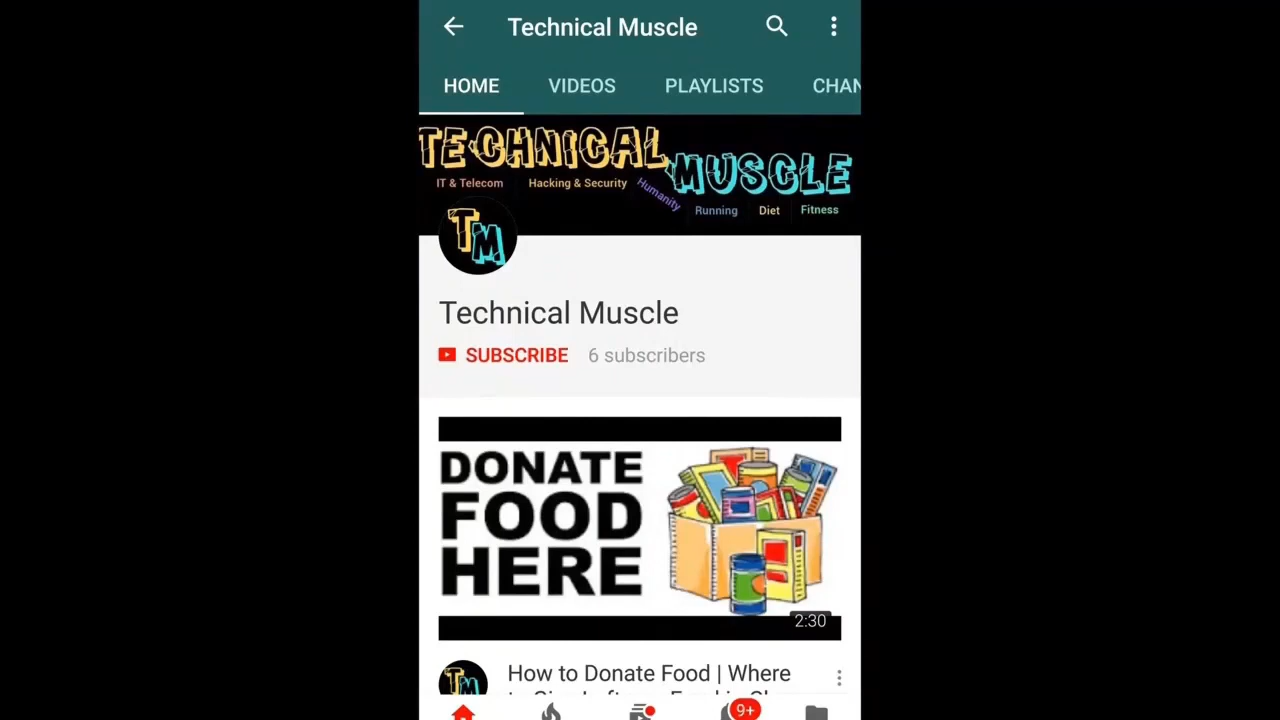 Technical Muscle
HOME VIDEOS PLAYLISTS CHAN
TECHNICAL
MUSCLE
IT & Telecom Hacking & Security Humanity Running Diet Fitness
TM
Technical Muscle
SUBSCRIBE 6 subscribers
DONATE
FOOD
HERE
2:30
TM
How to Donate Food | Where
9+